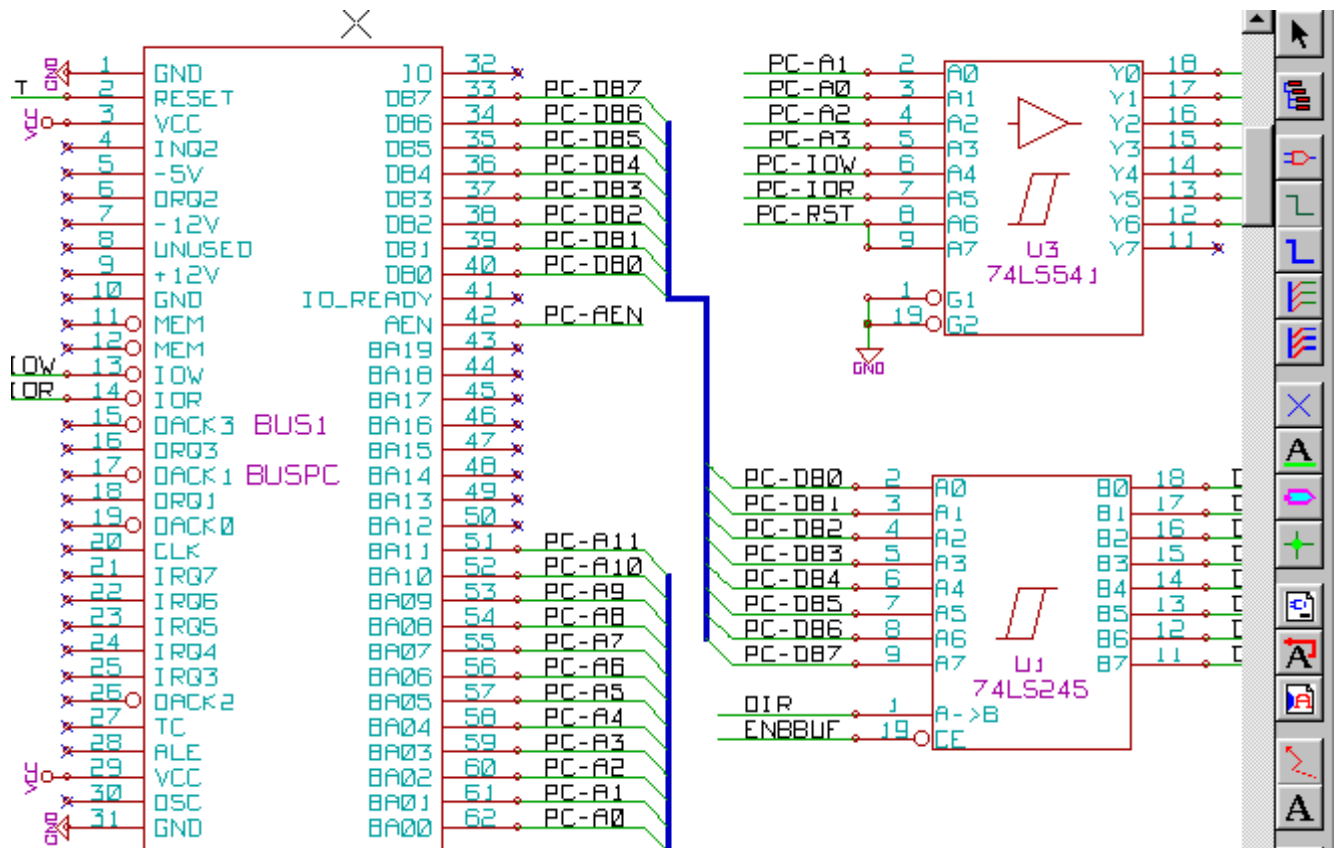 GND 1 GND IO 32
T 2 RESET DB7 33 PC-DB7
VCC 3 VCC DB6 34 PC-DB6
4 INQ2 DB5 35 PC-DB5
5 -5V DB4 36 PC-DB4
6 DRQ2 DB3 37 PC-DB3
7 -12V DB2 38 PC-DB2
8 UNUSED DB1 39 PC-DB1
9 +12V DB0 40 PC-DB0
10 GND IO_READY 41
11 MEM AEN 42 PC-AEN
12 MEM BA19 43
IOW 13 IOW BA18 44
IOR 14 IOR BA17 45
15 DACK3 BUS1 BA16 46
16 DRQ3 BA15 47
17 DACK1 BUSPC BA14 48
18 DRQ1 BA13 49
19 DACK0 BA12 50
20 CLK BA11 51 PC-A11
21 IRQ7 BA10 52 PC-A10
22 IRQ6 BA09 53 PC-A9
23 IRQ5 BA08 54 PC-A8
24 IRQ4 BA07 55 PC-A7
25 IRQ3 BA06 56 PC-A6
26 DACK2 BA05 57 PC-A5
27 TC BA04 58 PC-A4
28 ALE BA03 59 PC-A3
VCC 29 VCC BA02 60 PC-A2
30 OSC BA01 61 PC-A1
GND 31 GND BA00 62 PC-A0
PC-A1 2 A0 Y0 18
PC-A0 3 A1 Y1 17
PC-A2 4 A2 Y2 16
PC-A3 5 A3 Y3 15
PC-IOW 6 A4 Y4 14
PC-IOR 7 A5 Y5 13
PC-RST 8 A6 Y6 12
9 A7 Y7 11
U3
74LS541
1 G1
19 G2
GND
PC-DB0 2 A0 B0 18
PC-DB1 3 A1 B1 17
PC-DB2 4 A2 B2 16
PC-DB3 5 A3 B3 15
PC-DB4 6 A4 B4 14
PC-DB5 7 A5 B5 13
PC-DB6 8 A6 B6 12
PC-DB7 9 A7 B7 11
U1
74LS245
DIR 1 A->B
ENBBUF 19 CE
A
A
A
A